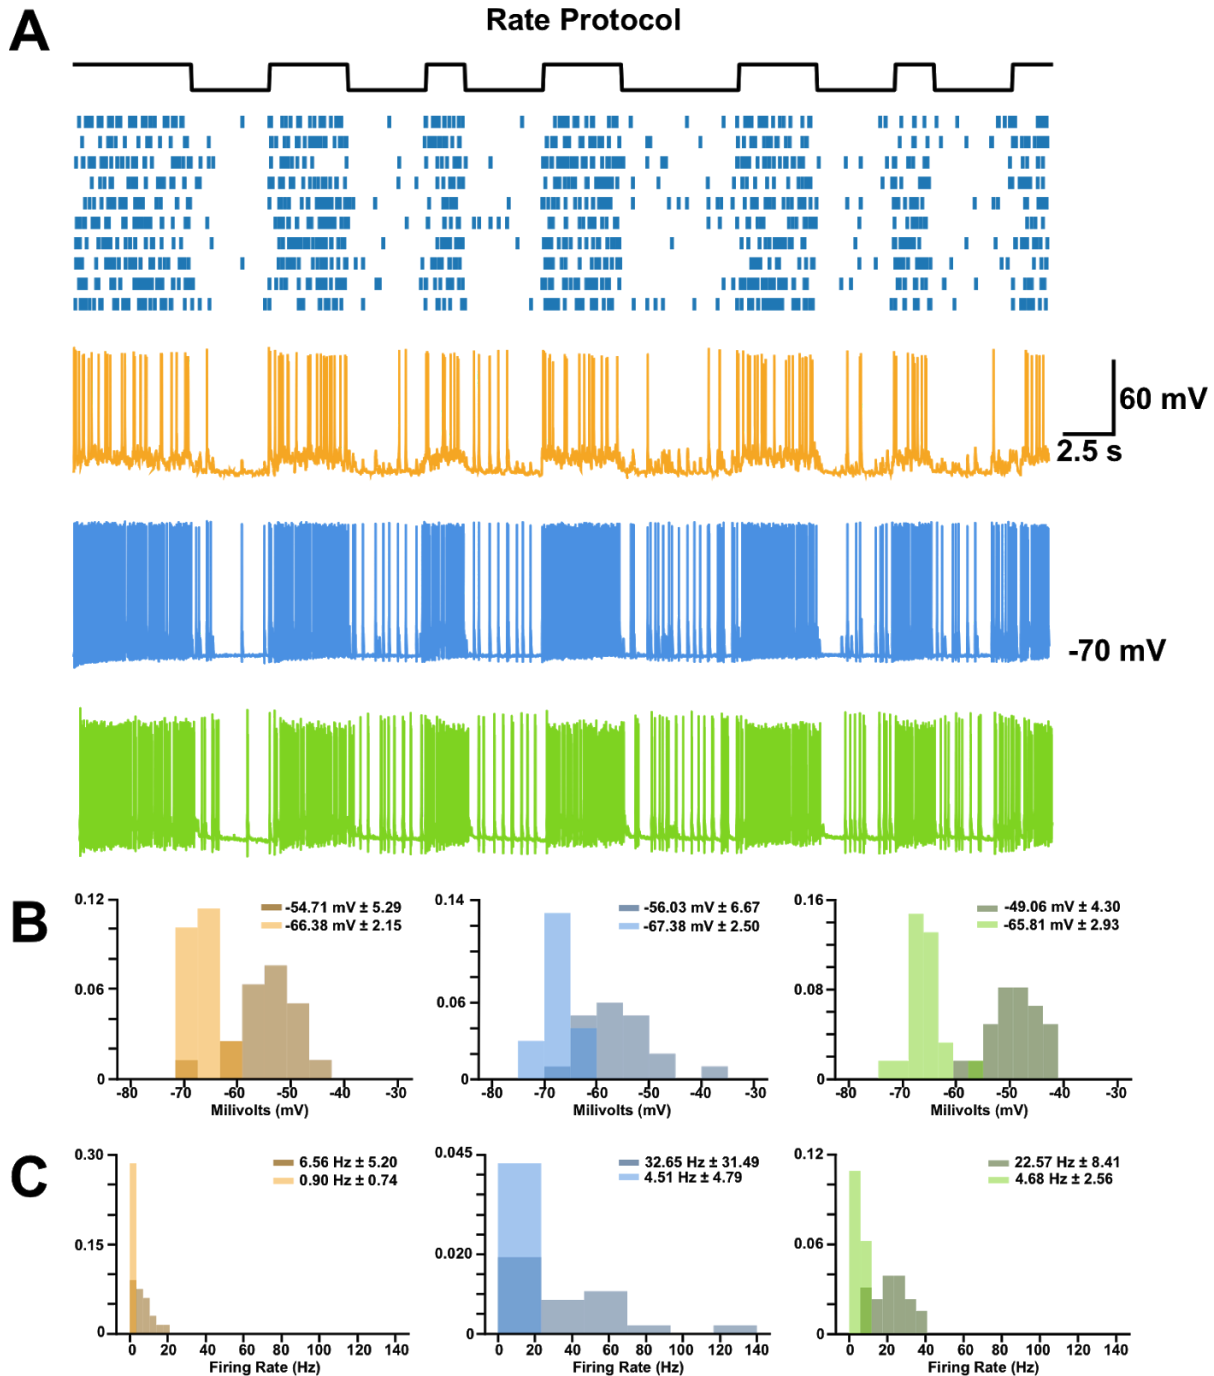 A
Rate Protocol
60 mV
2.5 s
-70 mV
B
0.12
0.06
0
-54.71 mV ± 5.29
-66.38 mV ± 2.15
-80 -70 -60 -50 -40 -30
Milivolts (mV)
0.14
0.06
0
-56.03 mV ± 6.67
-67.38 mV ± 2.50
-80 -70 -60 -50 -40 -30
Milivolts (mV)
0.16
0.08
0
-49.06 mV ± 4.30
-65.81 mV ± 2.93
-80 -70 -60 -50 -40 -30
Milivolts (mV)
C
0.30
0.15
0
6.56 Hz ± 5.20
0.90 Hz ± 0.74
0 20 40 60 80 100 120 140
Firing Rate (Hz)
0.045
0.020
0
32.65 Hz ± 31.49
4.51 Hz ± 4.79
0 20 40 60 80 100 120 140
Firing Rate (Hz)
0.12
0.06
0
22.57 Hz ± 8.41
4.68 Hz ± 2.56
0 20 40 60 80 100 120 140
Firing Rate (Hz)